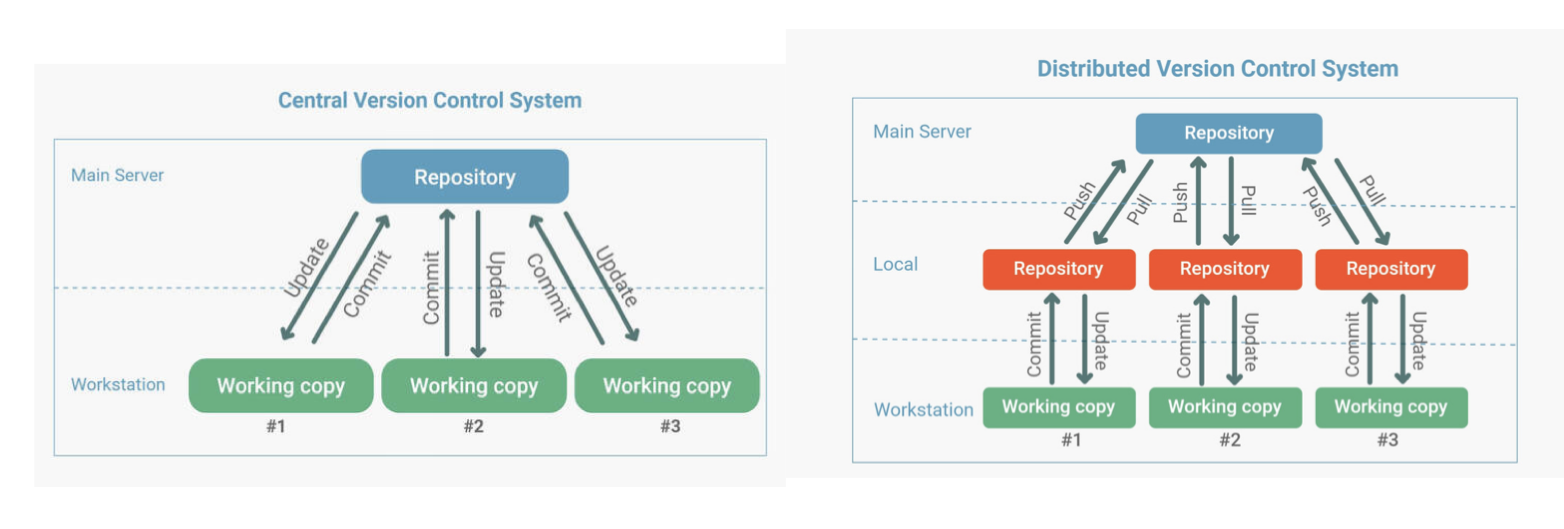 Central Version Control System
Main Server
Repository
Update
Commit
Commit
Update
Commit
Update
Workstation
Working copy
Working copy
Working copy
#1
#2
#3
Distributed Version Control System
Main Server
Repository
Push
Pull
Push
Pull
Push
Pull
Local
Repository
Repository
Repository
Commit
Update
Commit
Update
Commit
Update
Workstation
Working copy
Working copy
Working copy
#1
#2
#3